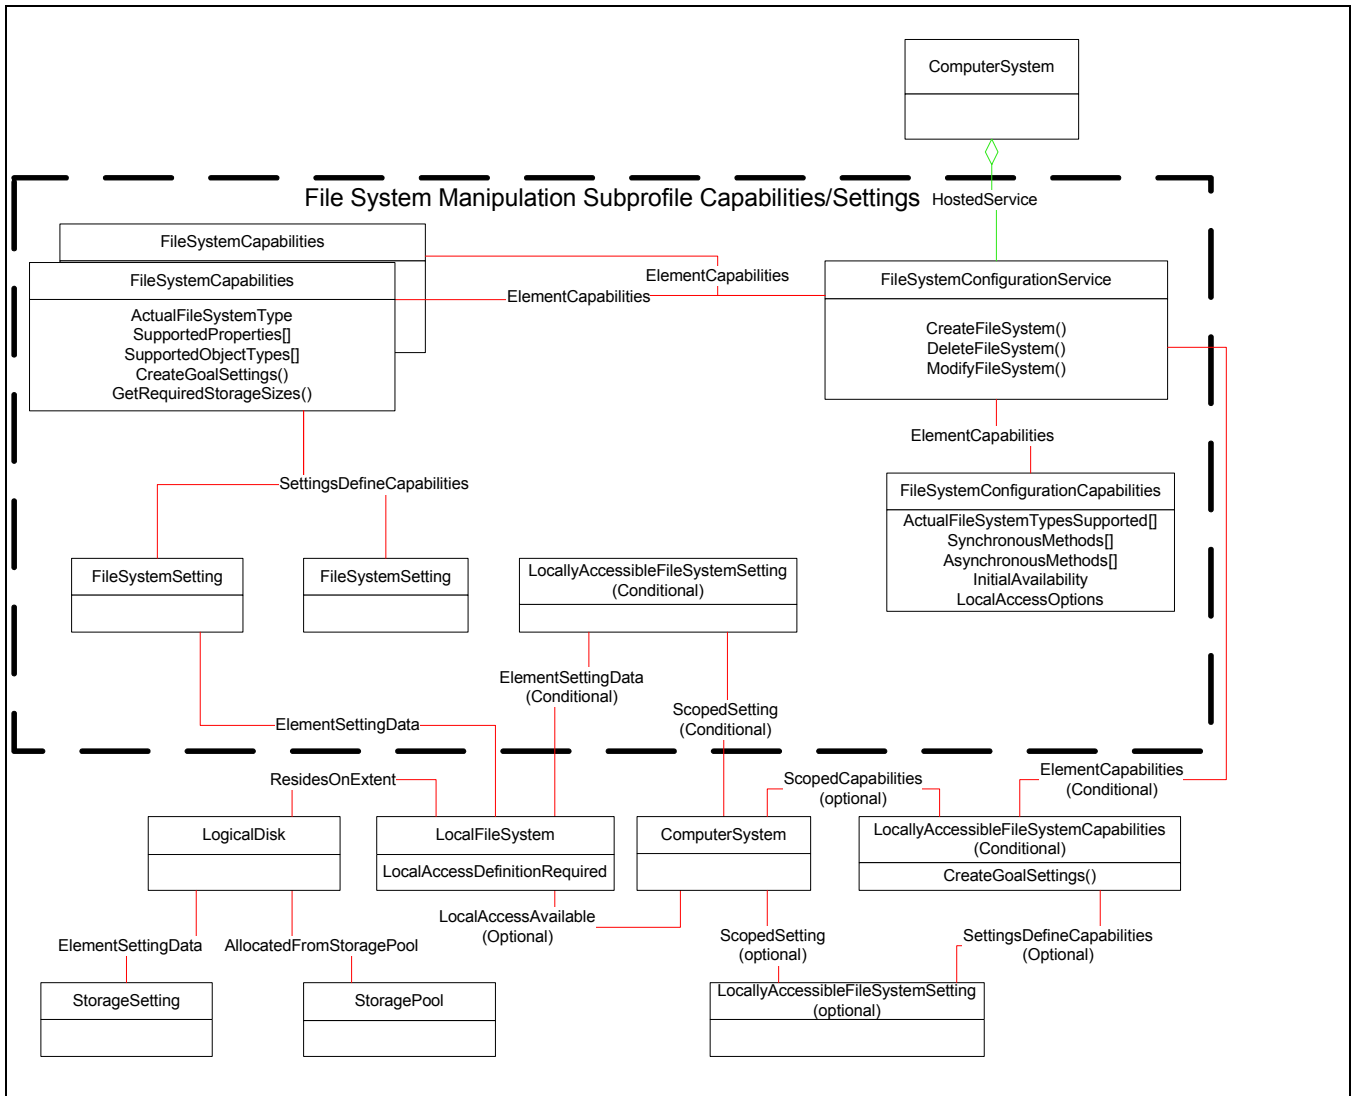 ComputerSystem
File System Manipulation Subprofile Capabilities/Settings
HostedService
FileSystemCapabilities
FileSystemCapabilities
ActualFileSystemType
SupportedProperties[]
SupportedObjectTypes[]
CreateGoalSettings()
GetRequiredStorageSizes()
ElementCapabilities
ElementCapabilities
FileSystemConfigurationService
CreateFileSystem()
DeleteFileSystem()
ModifyFileSystem()
ElementCapabilities
FileSystemConfigurationCapabilities
ActualFileSystemTypesSupported[]
SynchronousMethods[]
AsynchronousMethods[]
InitialAvailability
LocalAccessOptions
SettingsDefineCapabilities
FileSystemSetting
FileSystemSetting
LocallyAccessibleFileSystemSetting
(Conditional)
ElementSettingData
(Conditional)
ScopedSetting
(Conditional)
ElementSettingData
ResidesOnExtent
ScopedCapabilities
(optional)
ElementCapabilities
(Conditional)
LogicalDisk
LocalFileSystem
LocalAccessDefinitionRequired
ComputerSystem
LocallyAccessibleFileSystemCapabilities
(Conditional)
CreateGoalSettings()
LocalAccessAvailable
(Optional)
ElementSettingData
AllocatedFromStoragePool
ScopedSetting
(optional)
SettingsDefineCapabilities
(Optional)
StorageSetting
StoragePool
LocallyAccessibleFileSystemSetting
(optional)